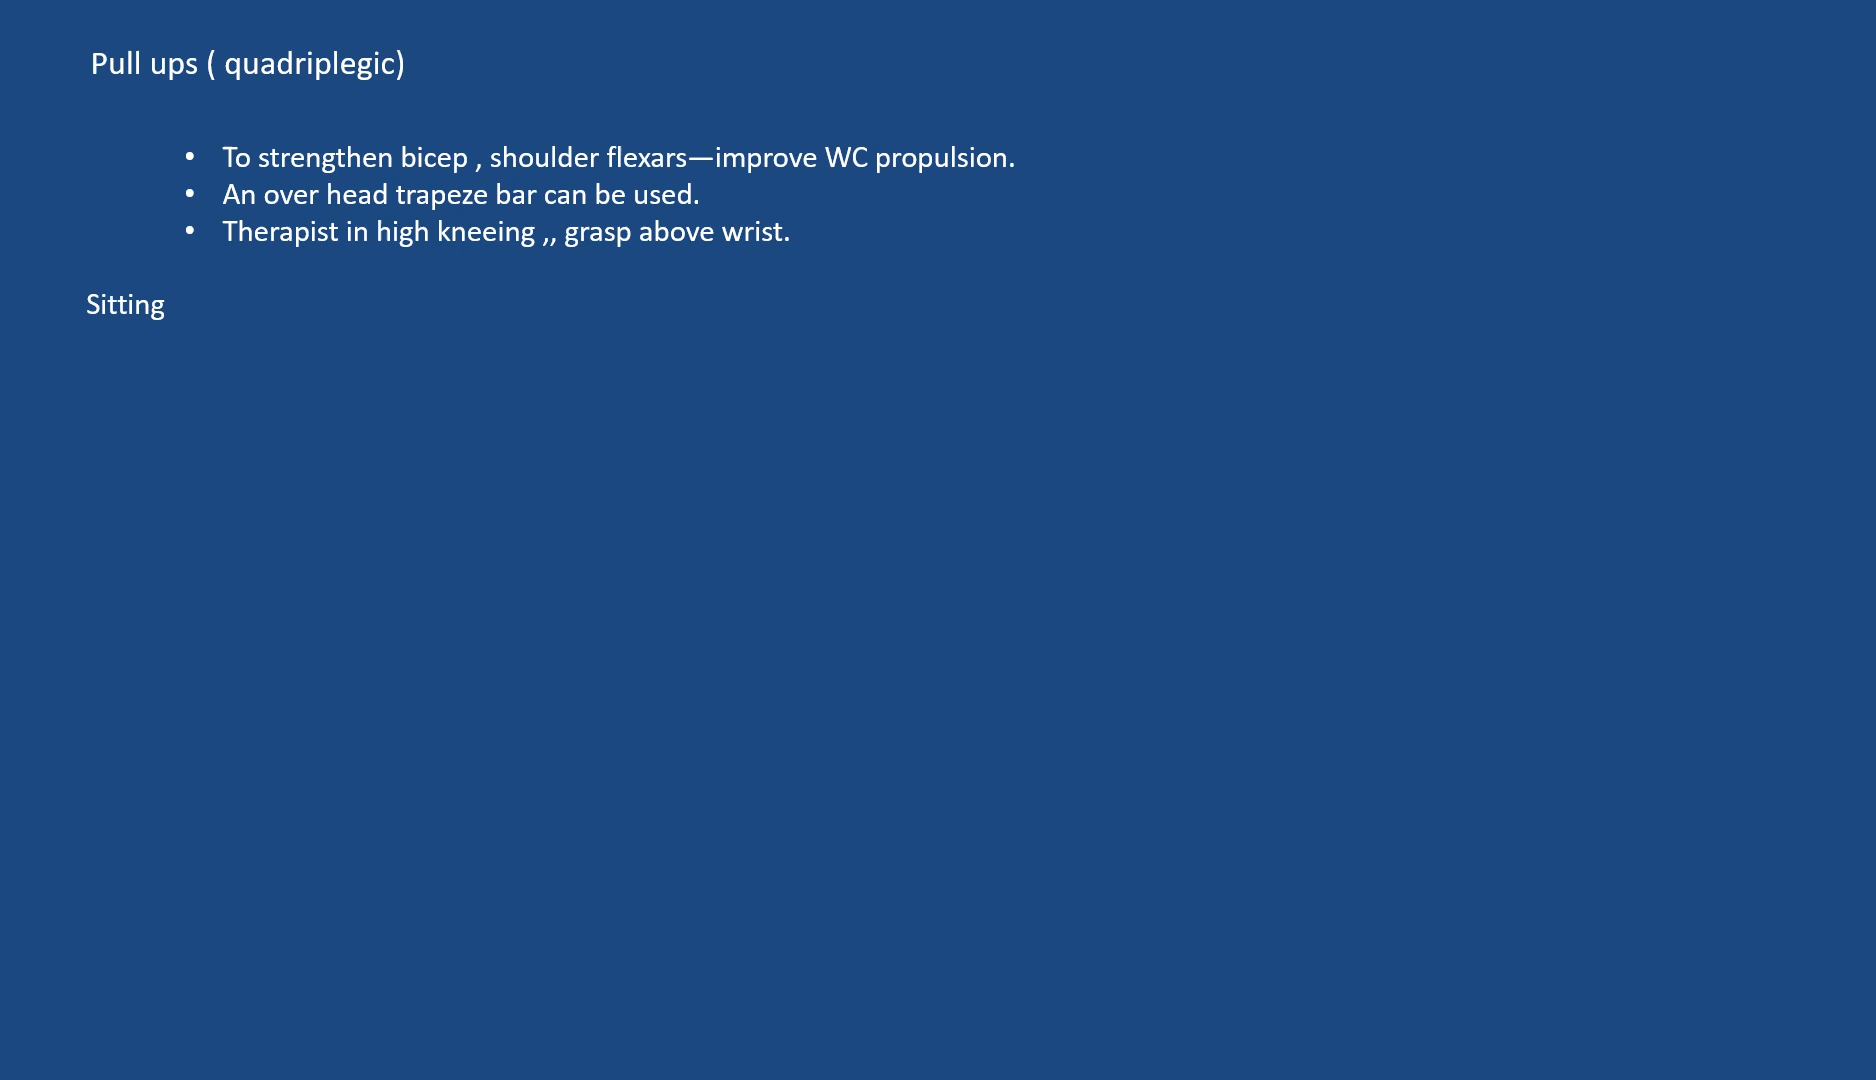 Pull ups ( quadriplegic)
• To strengthen bicep , shoulder flexars—improve WC propulsion.
• An over head trapeze bar can be used.
• Therapist in high kneeing ,, grasp above wrist.
Sitting